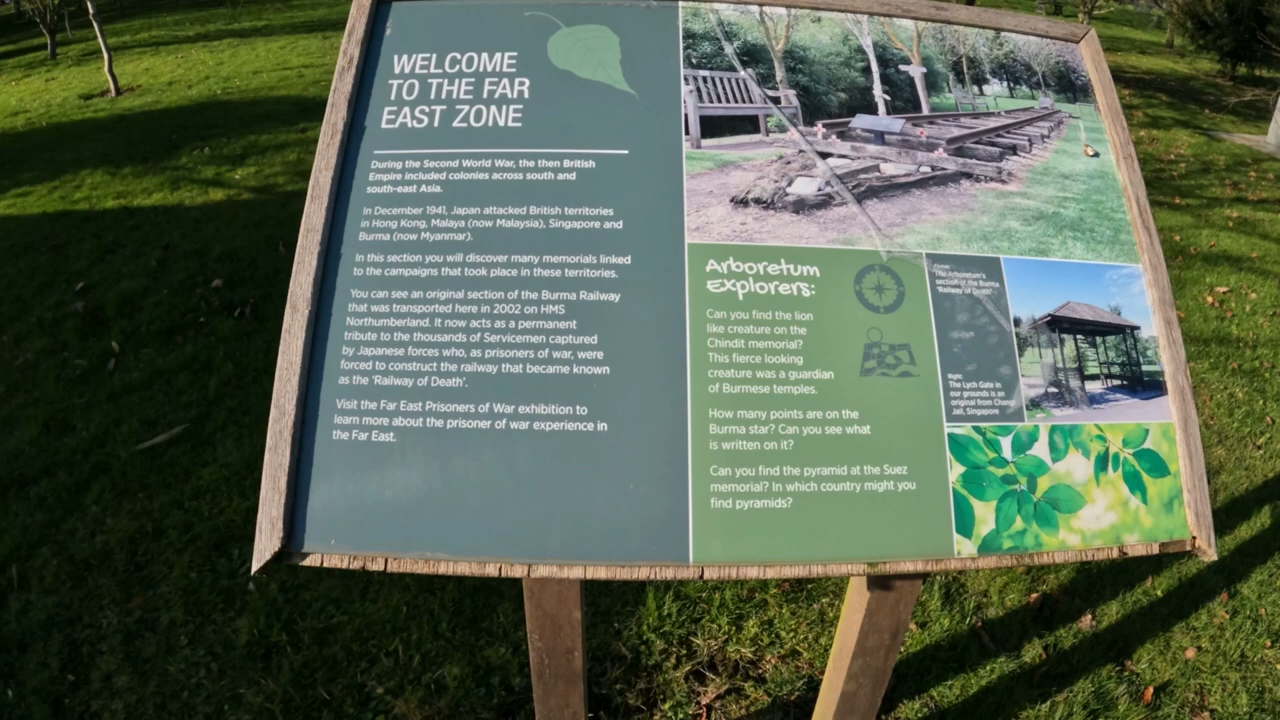 WELCOME
TO THE FAR
EAST ZONE
During the Second World War, the then British
Empire included colonies across south and
south-east Asia.
In December 1941, Japan attacked British territories
in Hong Kong, Malaya (now Malaysia), Singapore and
Burma (now Myanmar).
In this section you will discover many memorials linked
to the campaigns that took place in these territories.
You can see an original section of the Burma Railway
that was transported here in 2002 on HMS
Northumberland. It now acts as a permanent
tribute to the thousands of Servicemen captured
by Japanese forces who, as prisoners of war, were
forced to construct the railway that became known
as the 'Railway of Death'.
Visit the Far East Prisoners of War exhibition to
learn more about the prisoner of war experience in
the Far East.
Arboretum
Explorers:
Can you find the lion
like creature on the
Chindit memorial?
This fierce looking
creature was a guardian
of Burmese temples.
How many points are on the
Burma star? Can you see what
is written on it?
Can you find the pyramid at the Suez
memorial? In which country might you
find pyramids?
The Arboretum's
section of the Burma
'Railway of Death'
Right:
The Lych Gate in
our grounds is an
original from Changi
Jail, Singapore